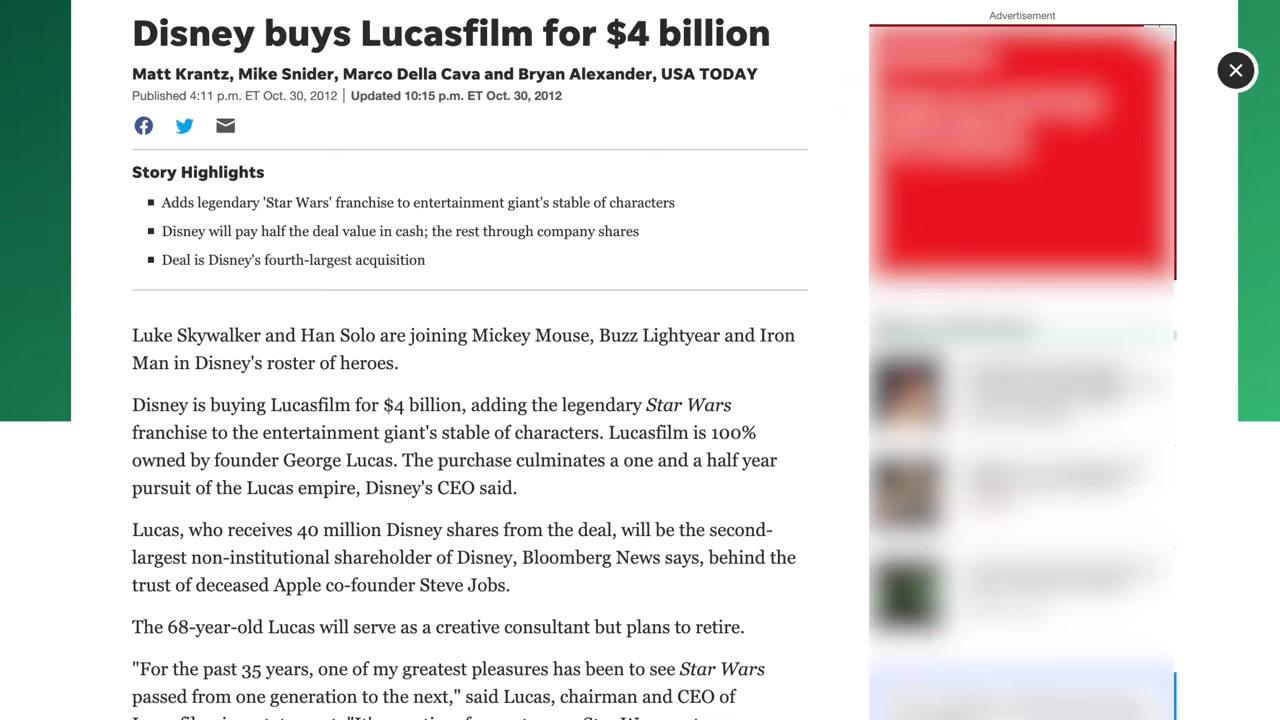 Disney buys Lucasfilm for $4 billion
Matt Krantz, Mike Snider, Marco Della Cava and Bryan Alexander, USA TODAY
Published 4:11 p.m. ET Oct. 30, 2012 | Updated 10:15 p.m. ET Oct. 30, 2012
Story Highlights
Adds legendary 'Star Wars' franchise to entertainment giant's stable of characters
Disney will pay half the deal value in cash; the rest through company shares
Deal is Disney's fourth-largest acquisition
Luke Skywalker and Han Solo are joining Mickey Mouse, Buzz Lightyear and Iron
Man in Disney's roster of heroes.
Disney is buying Lucasfilm for $4 billion, adding the legendary Star Wars
franchise to the entertainment giant's stable of characters. Lucasfilm is 100%
owned by founder George Lucas. The purchase culminates a one and a half year
pursuit of the Lucas empire, Disney's CEO said.
Lucas, who receives 40 million Disney shares from the deal, will be the second-
largest non-institutional shareholder of Disney, Bloomberg News says, behind the
trust of deceased Apple co-founder Steve Jobs.
The 68-year-old Lucas will serve as a creative consultant but plans to retire.
"For the past 35 years, one of my greatest pleasures has been to see Star Wars
passed from one generation to the next," said Lucas, chairman and CEO of
Advertisement